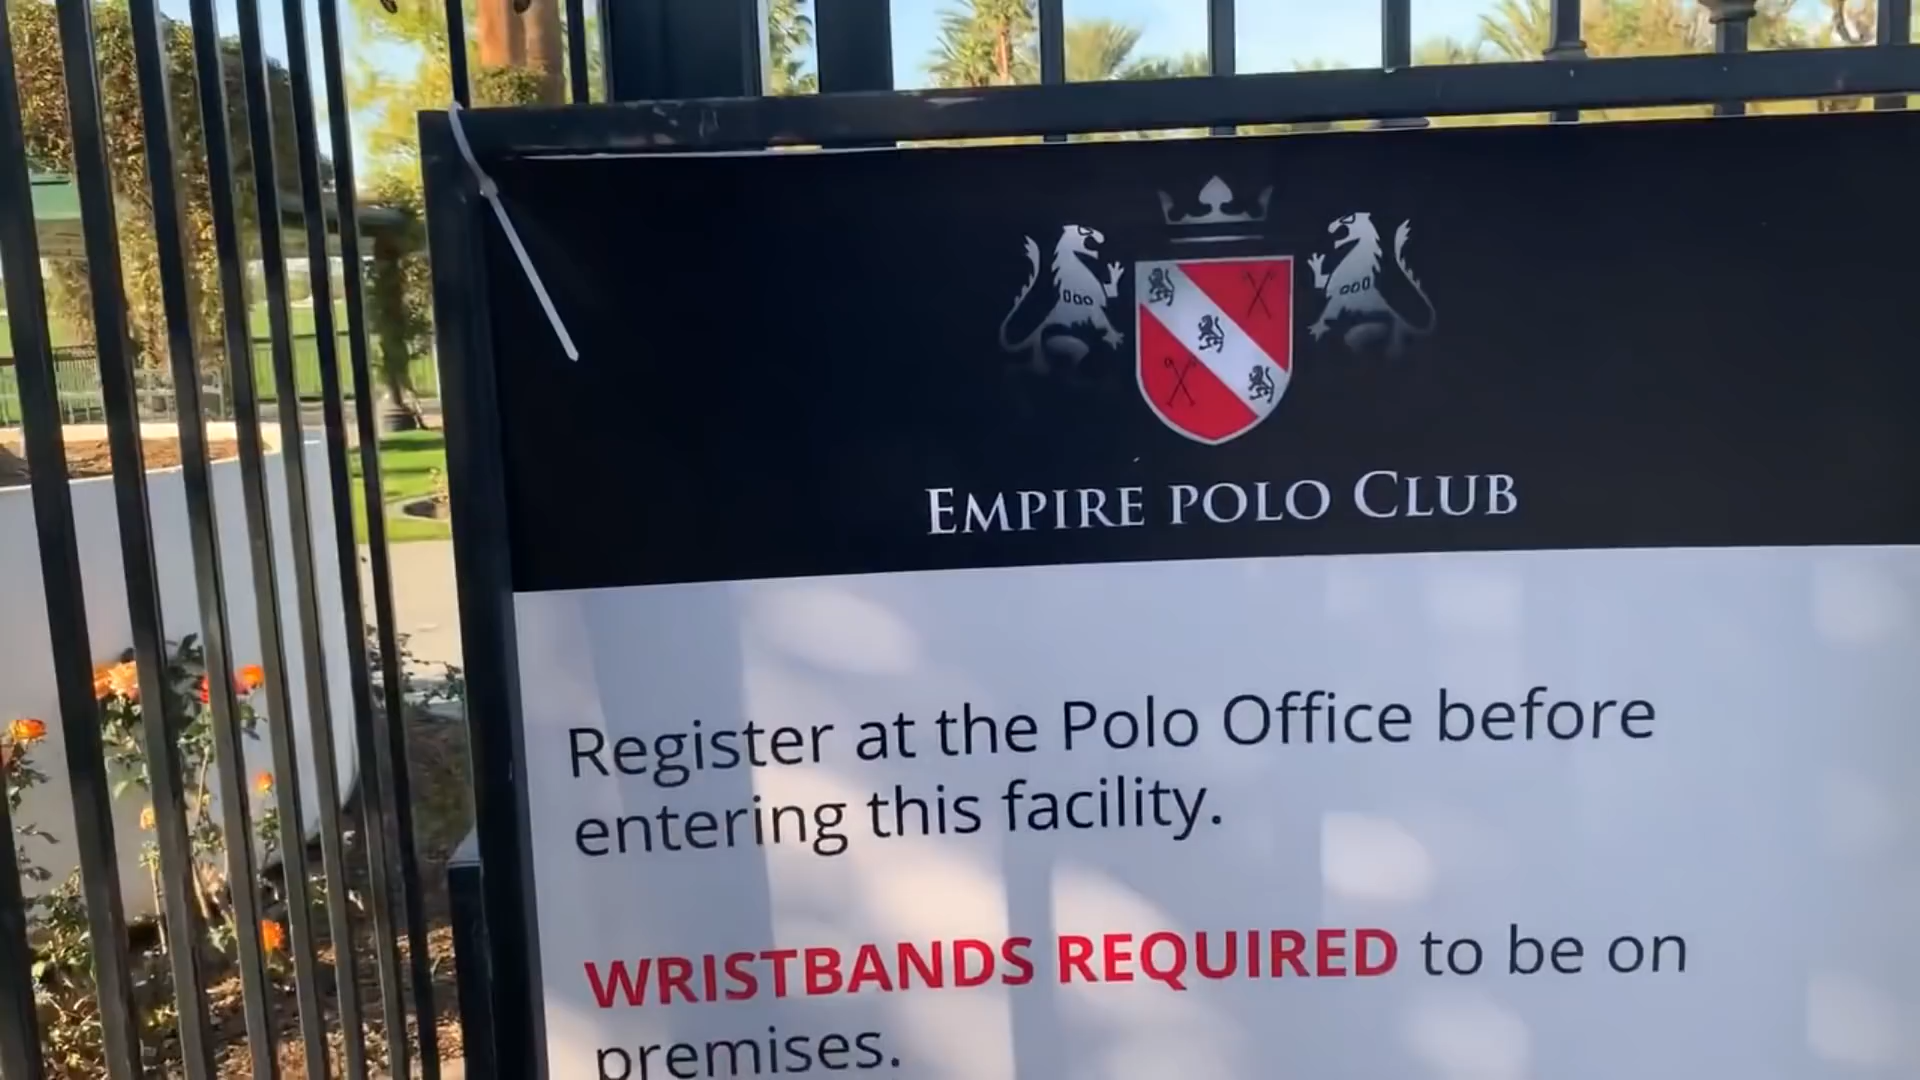 EMPIRE POLO CLUB
Register at the Polo Office before
entering this facility.
WRISTBANDS REQUIRED to be on
premises.